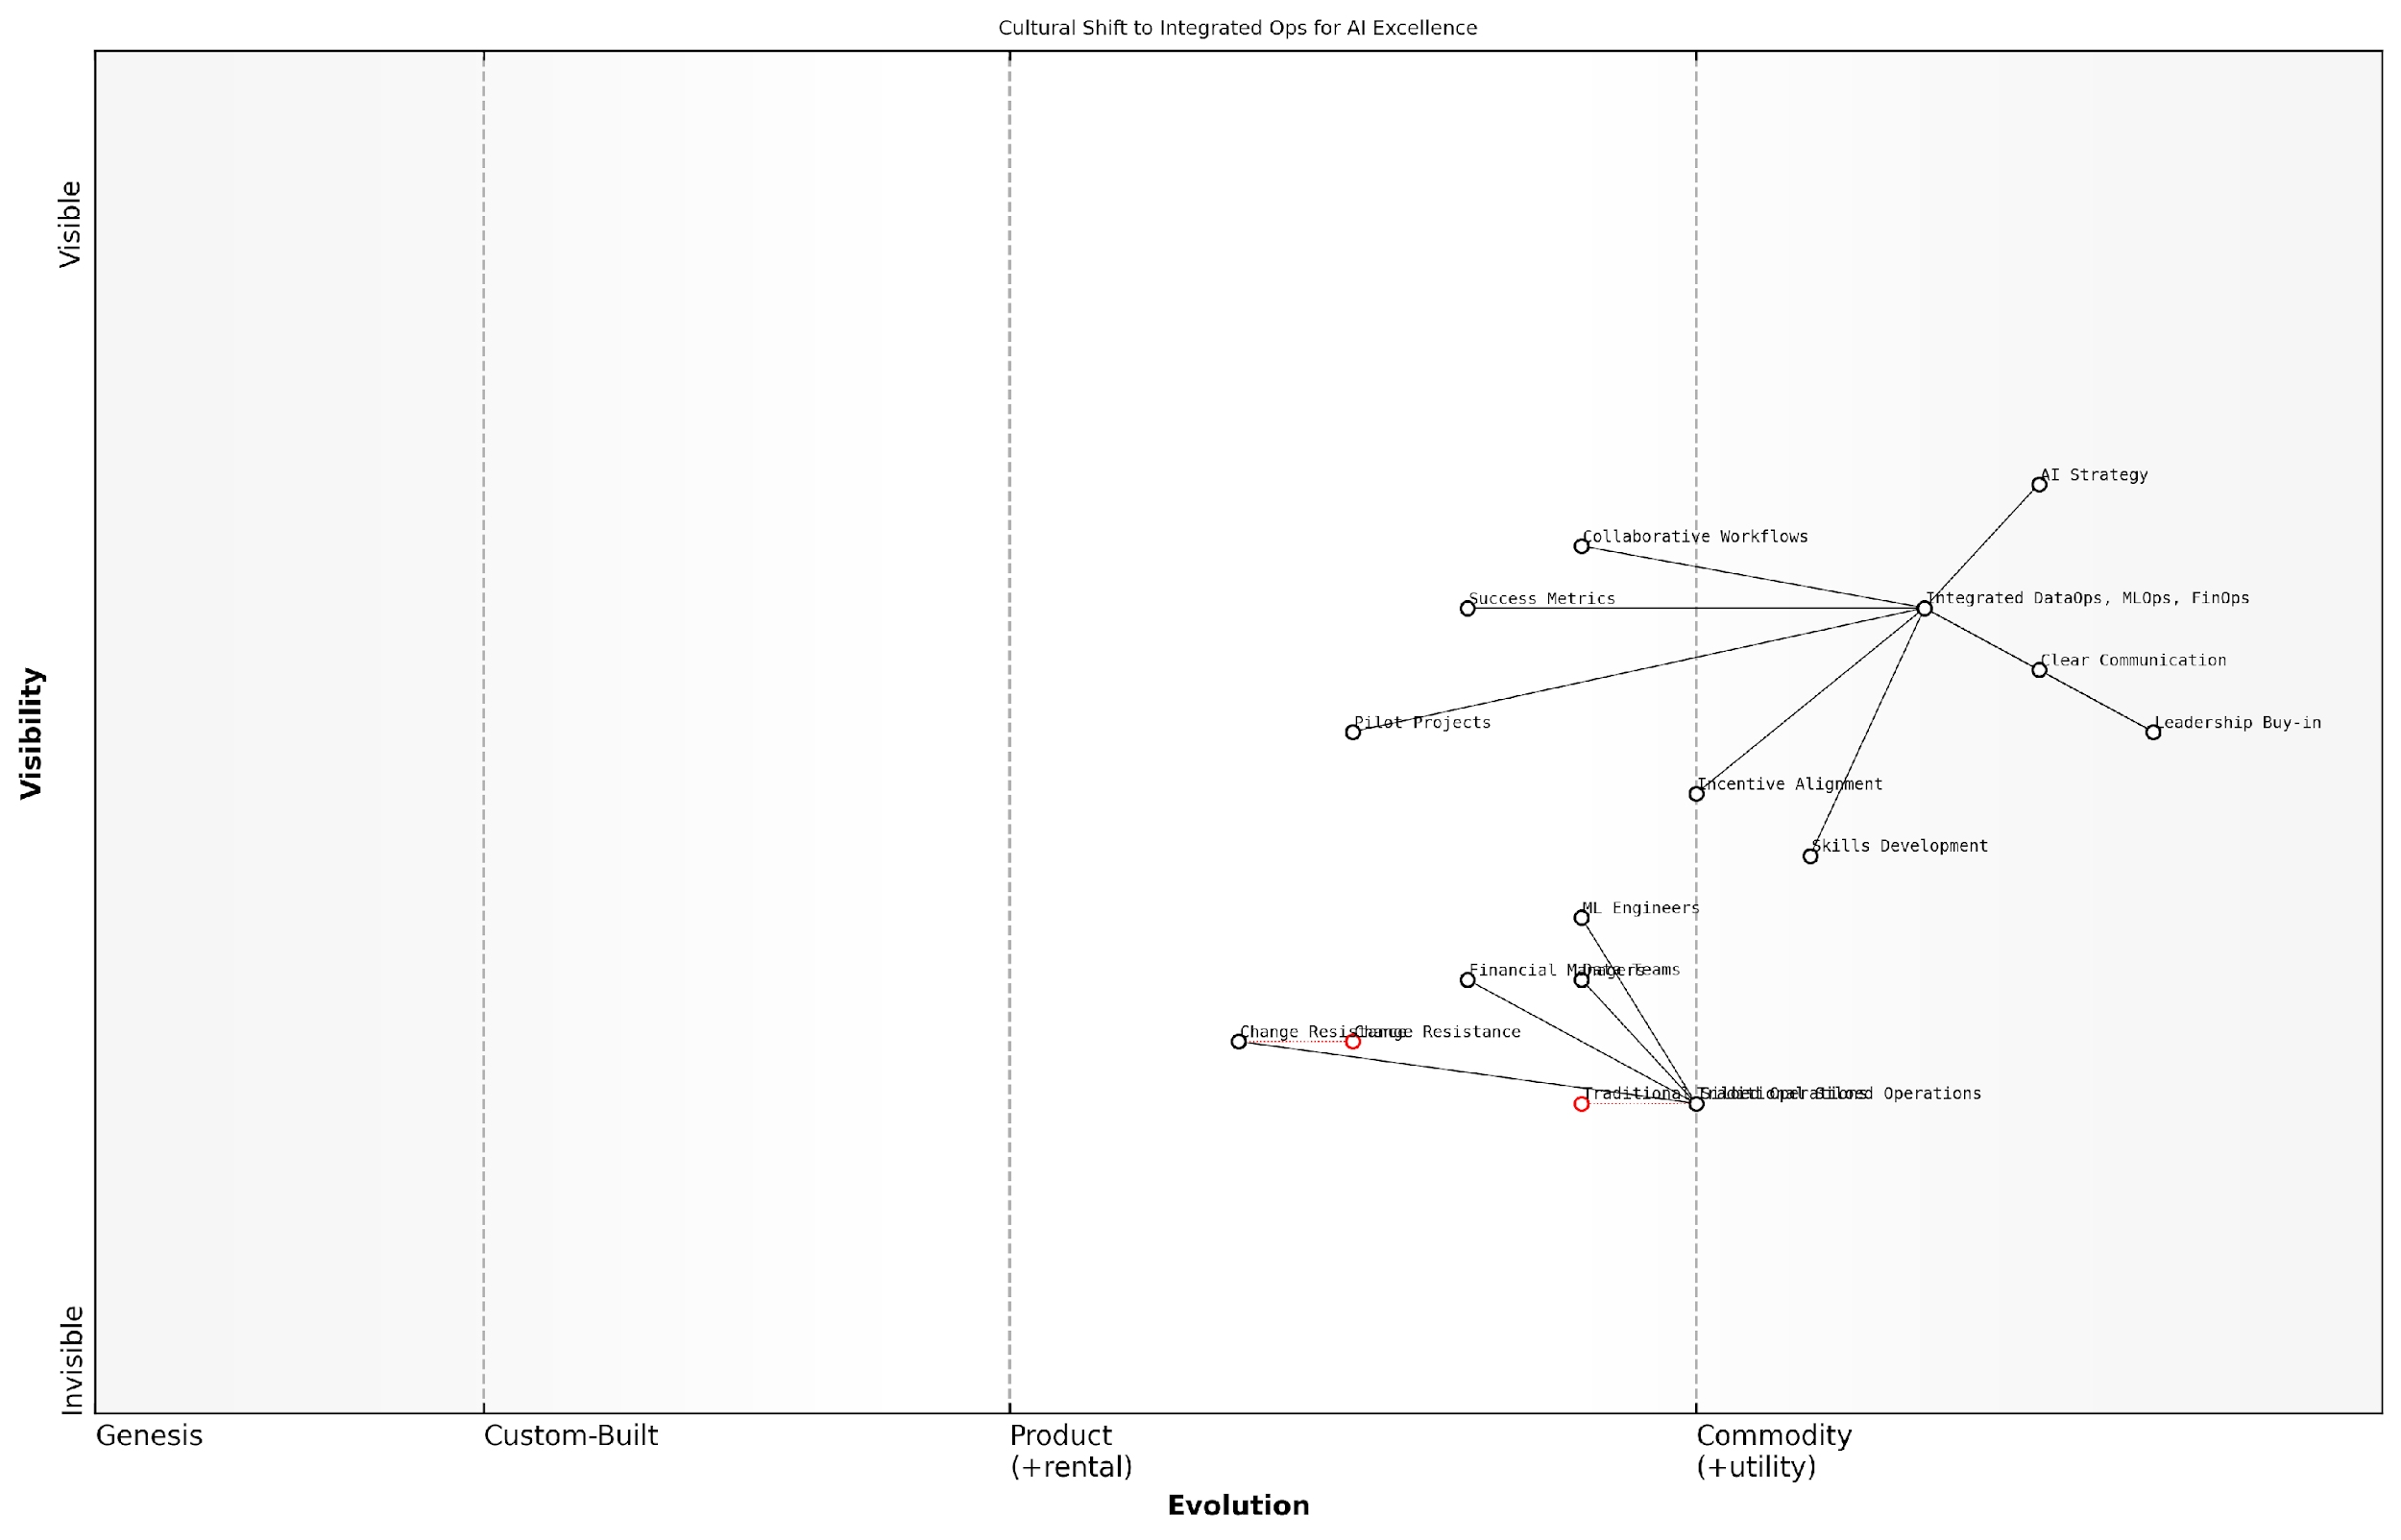 Cultural Shift to Integrated Ops for AI Excellence
Visible
AI Strategy
Collaborative Workflows
Success Metrics
Integrated DataOps, MLOps, FinOps
Clear Communication
Pilot Projects
Leadership Buy-in
Visibility
Incentive Alignment
Skills Development
ML Engineers
Financial Managers
Data Teams
Change Resistance
Change Resistance
Traditional Siloed Operations
Traditional Siloed Operations
Invisible
Genesis
Custom-Built
Product
(+rental)
Commodity
(+utility)
Evolution